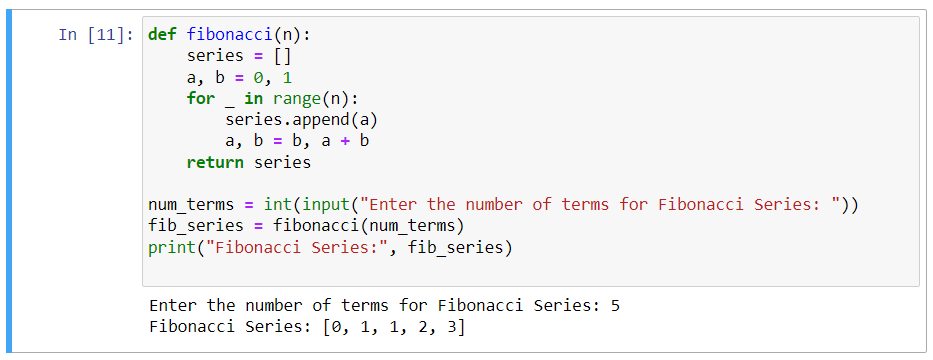 In [11]: def fibonacci(n):
    series = []
    a, b = 0, 1
    for _ in range(n):
        series.append(a)
        a, b = b, a + b
    return series

num_terms = int(input("Enter the number of terms for Fibonacci Series: "))
fib_series = fibonacci(num_terms)
print("Fibonacci Series:", fib_series)

Enter the number of terms for Fibonacci Series: 5
Fibonacci Series: [0, 1, 1, 2, 3]